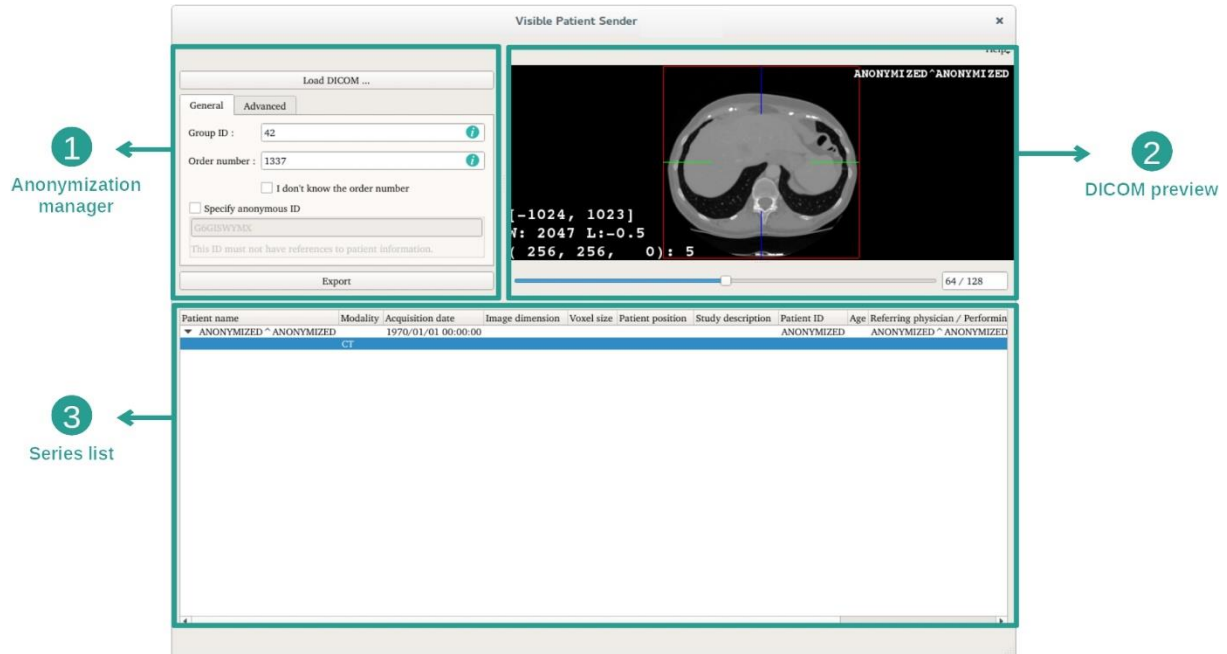 Visible Patient Sender
×
Help
Load DICOM ...
General Advanced
Group ID : 42
Order number : 1337
I don't know the order number
Specify anonymous ID
G6GISWYMX
This ID must nor have references to patient information.
Export
1
Anonymization
manager
ANONYMIZED^ANONYMIZED
[-1024, 1023]
W: 2047 L:-0.5
( 256, 256, 0): 5
64 / 128
2
DICOM preview
Patient name Modality Acquisition date Image dimension Voxel size Patient position Study description Patient ID Age Referring physician / Performin
ANONYMIZED ^ ANONYMIZED 1970/01/01 00:00:00 ANONYMIZED ANONYMIZED ^ ANONYMIZED
CT
3
Series list